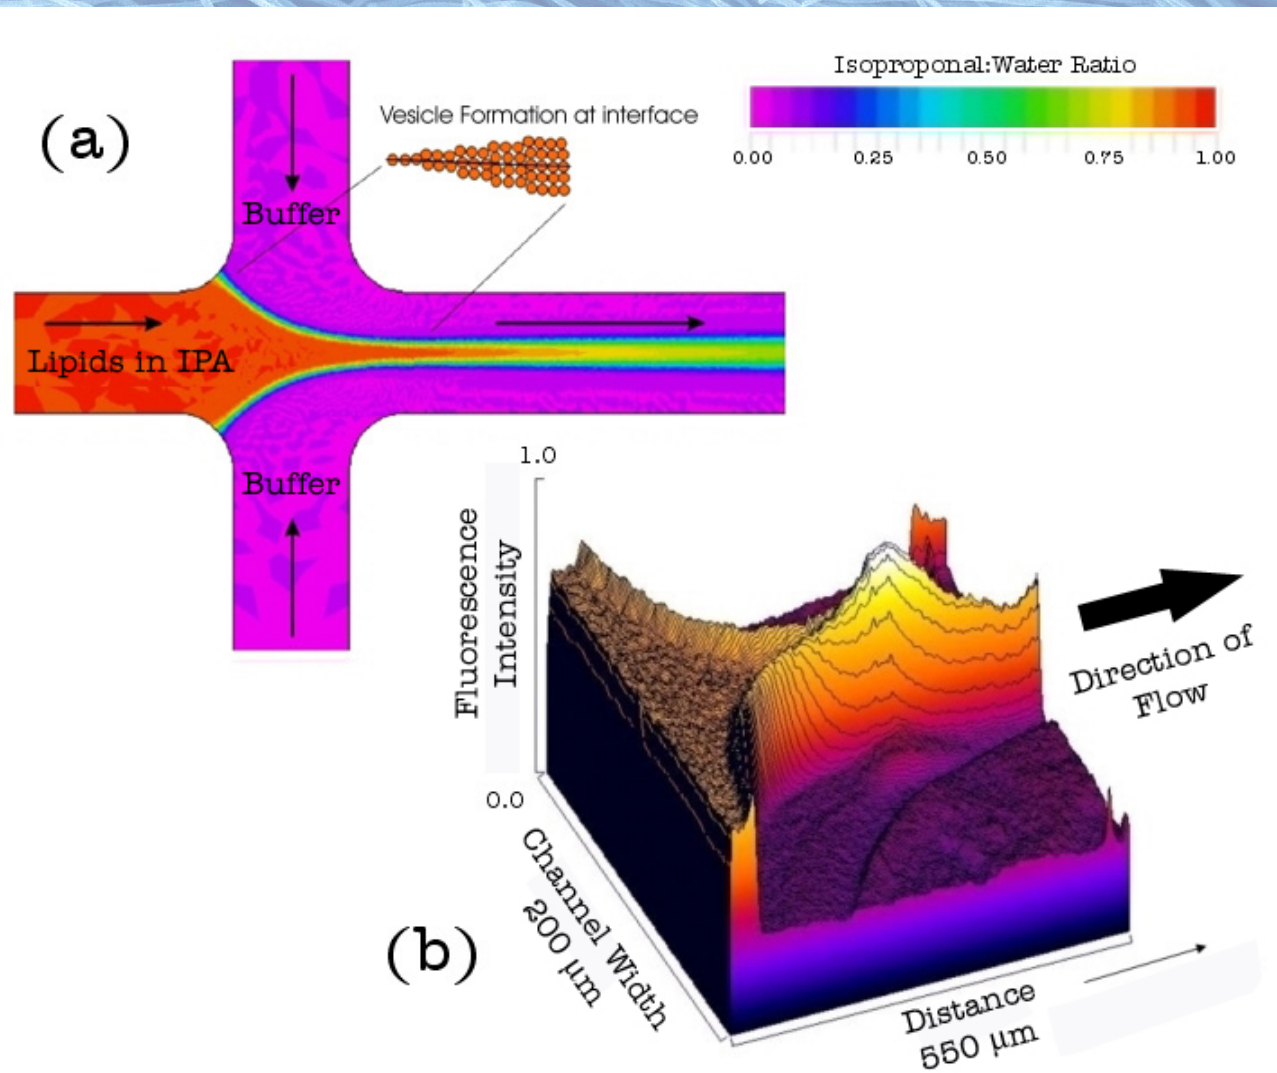 (a)
Buffer
Lipids in IPA
Buffer
Vesicle Formation at interface
Isoproponal:Water Ratio
0.00 0.25 0.50 0.75 1.00
1.0
Fluorescence
Intensity
0.0
Channel Width
200 µm
(b)
Distance
550 µm
Direction of
Flow